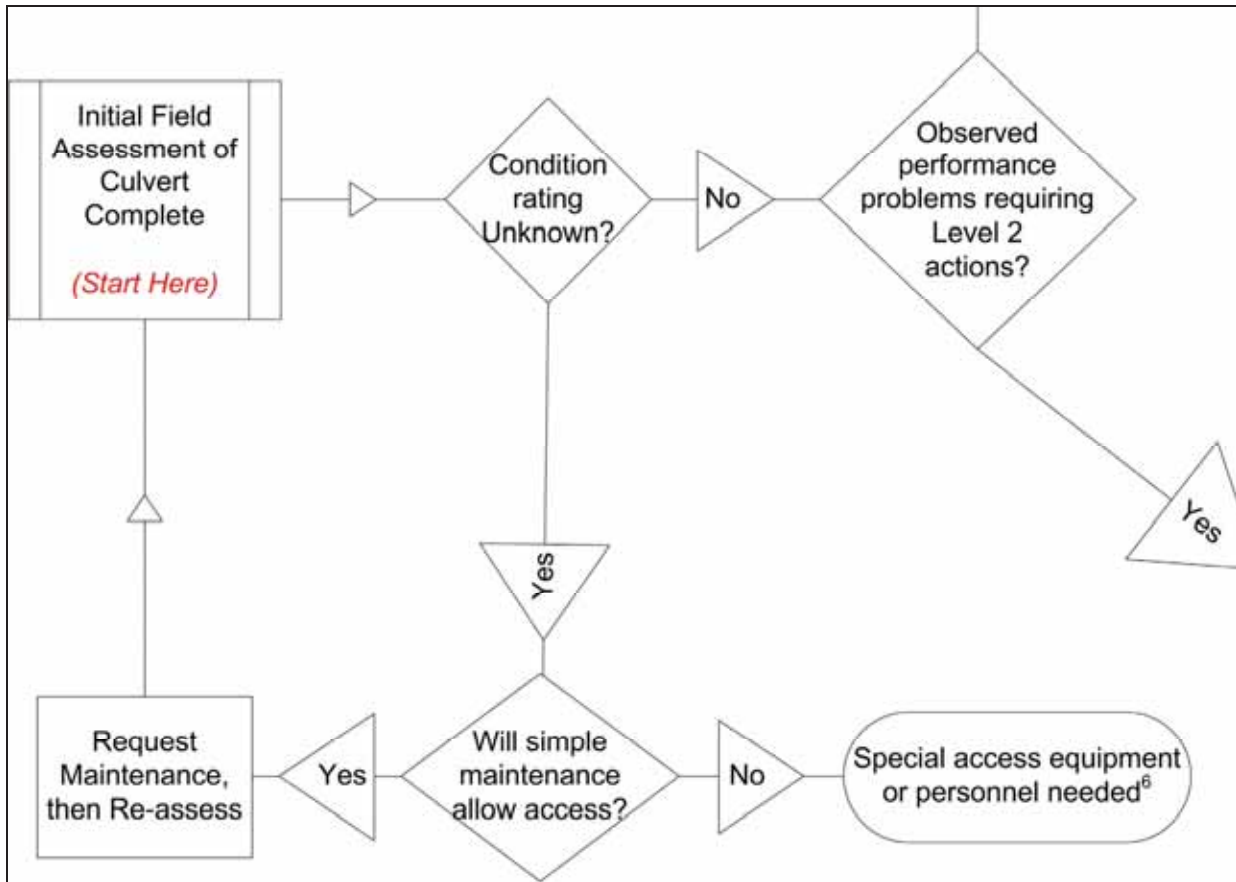 Initial Field
Assessment of
Culvert
Complete
(Start Here)
Condition
rating
Unknown?
No
Observed
performance
problems requiring
Level 2
actions?
Yes
Yes
Request
Maintenance,
then Re-assess
Yes
Will simple
maintenance
allow access?
No
Special access equipment
or personnel needed⁶